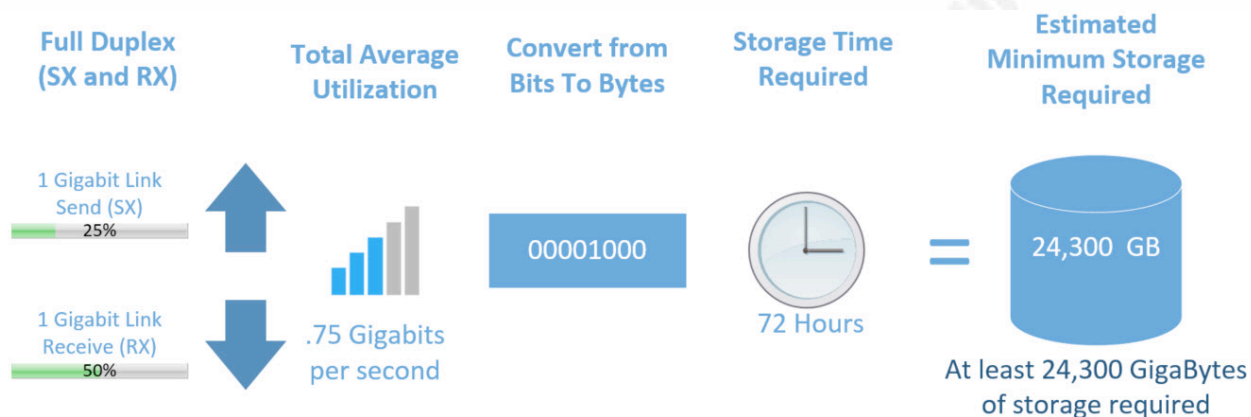 Full Duplex
(SX and RX)
Total Average
Utilization
Convert from
Bits To Bytes
Storage Time
Required
Estimated
Minimum Storage
Required
1 Gigabit Link
Send (SX)
25%
1 Gigabit Link
Receive (RX)
50%
.75 Gigabits
per second
00001000
72 Hours
=
24,300 GB
At least 24,300 GigaBytes
of storage required